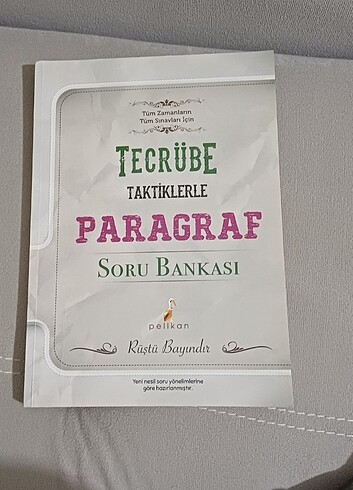 Tüm Zamanların
Tüm Sınavları İçin
TECRÜBE
TAKTİKLERLE
PARAGRAF
SORU BANKASI
pelikan
Rüştü Bayındır
Yeni nesil soru yönelimlerine
göre hazırlanmıştır.